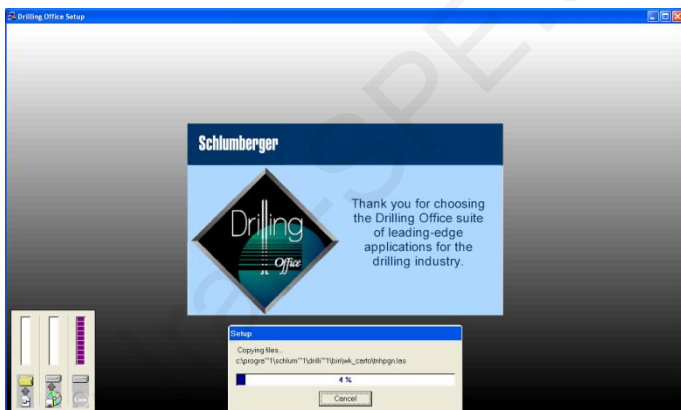 Drilling Office Setup
Schlumberger
Drilling
Office
Thank you for choosing
the Drilling Office suite
of leading-edge
applications for the
drilling industry.
Setup
Copying files...
c:\progra~1\schlum~1\drilli~1\bin\wk_carto\tnhpgn.las
4 %
Cancel